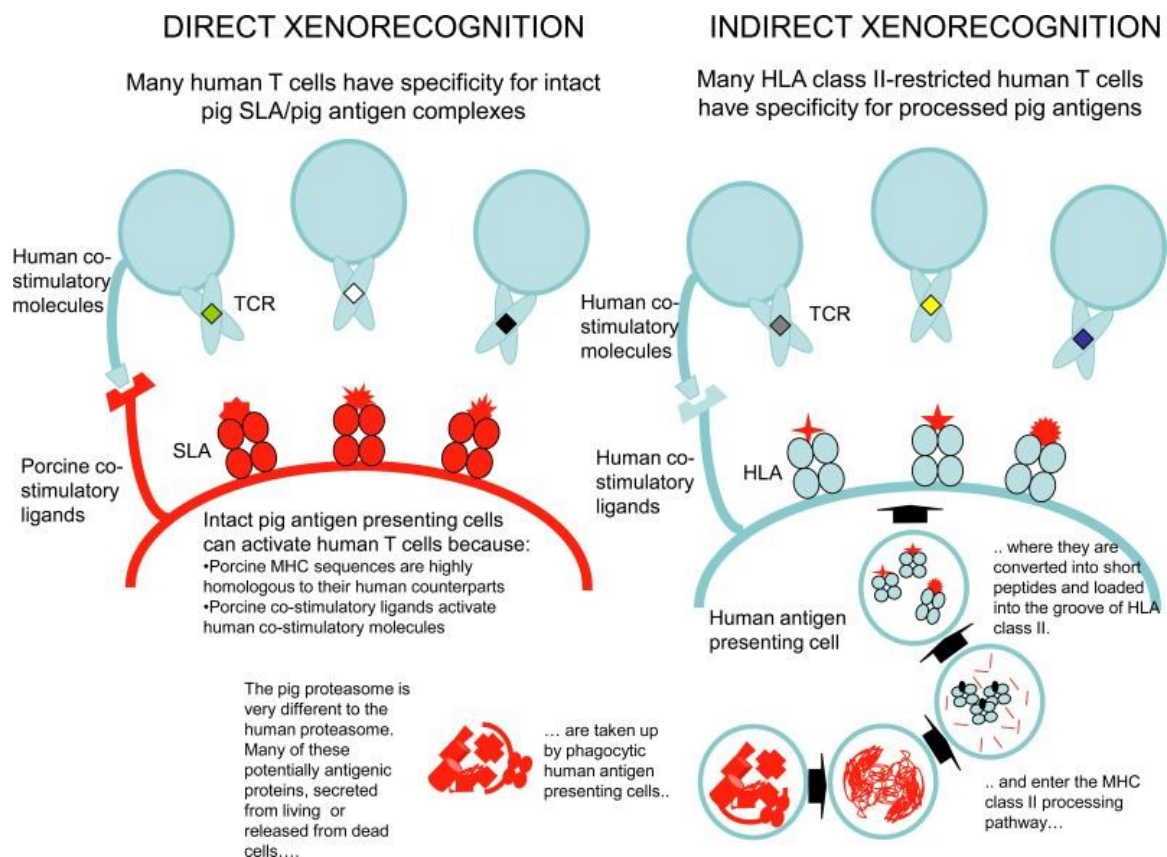 DIRECT XENORECOGNITION
Many human T cells have specificity for intact
pig SLA/pig antigen complexes
Human co-
stimulatory
molecules
TCR
SLA
Porcine co-
stimulatory
ligands
Intact pig antigen presenting cells
can activate human T cells because:
•Porcine MHC sequences are highly
homologous to their human counterparts
•Porcine co-stimulatory ligands activate
human co-stimulatory molecules
INDIRECT XENORECOGNITION
Many HLA class II-restricted human T cells
have specificity for processed pig antigens
Human co-
stimulatory
molecules
TCR
HLA
Human co-
stimulatory
ligands
Human antigen
presenting cell
The pig proteasome is
very different to the
human proteasome.
Many of these
potentially antigenic
proteins, secreted
from living or
released from dead
cells....
... are taken up
by phagocytic
human antigen
presenting cells..
.. and enter the MHC
class II processing
pathway...
.. where they are
converted into short
peptides and loaded
into the groove of HLA
class II.